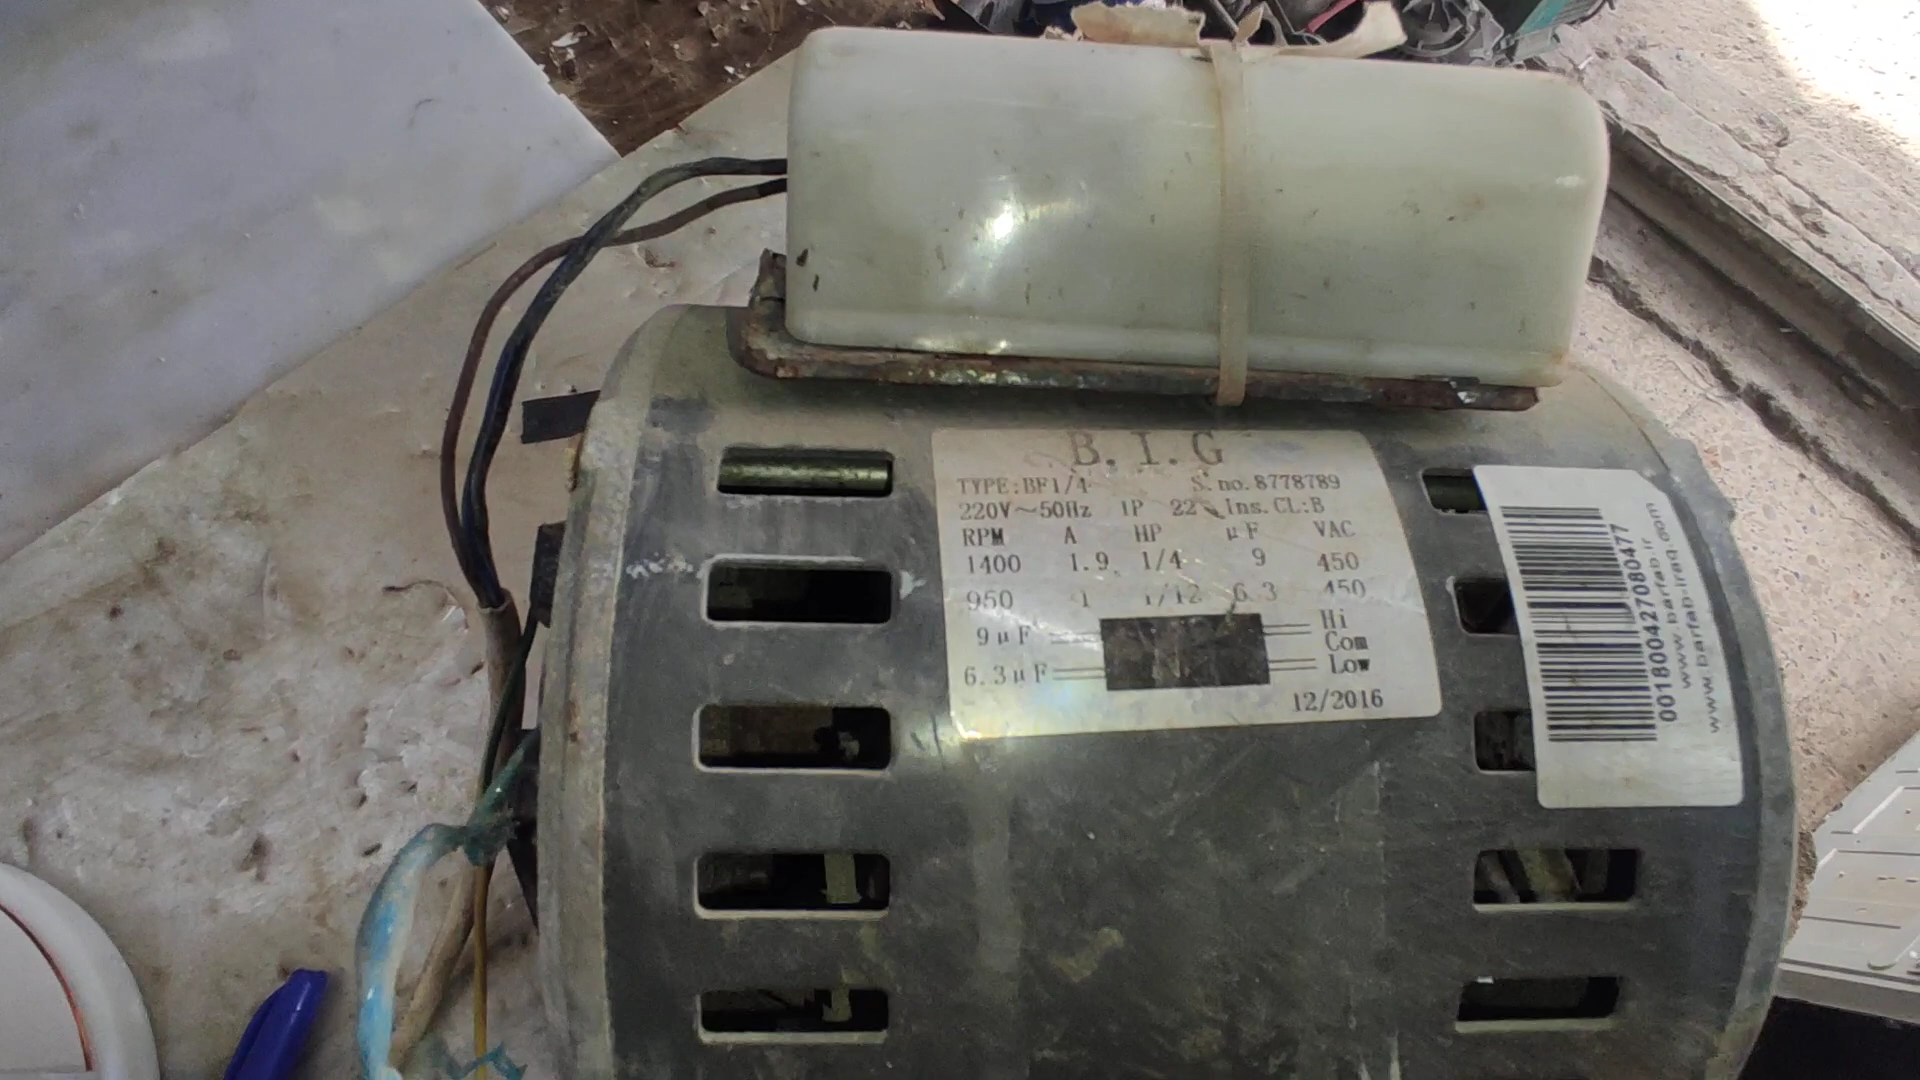 B.I.G
TYPE:BF1/4 S.no.8778789
220V~50Hz 1P 22 Ins.CL:B
RPM A HP μF VAC
1400 1.9 1/4 9 450
950 1 1/12 6.3 450
9μF Hi
Com
6.3μF Low
12/2016
001800427080477
www.barfab.ir
www.barfab-iraq.com